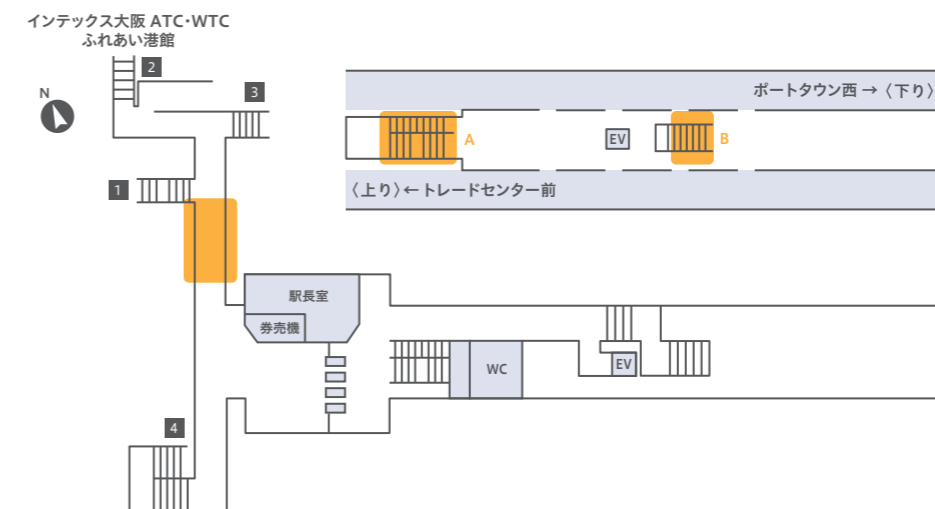 インテックス大阪 ATC・WTC
ふれあい港館
2
N
3
ポートタウン西 → 〈下り〉
A
EV
B
1
〈上り〉← トレードセンター前
駅長室
券売機
WC
EV
4